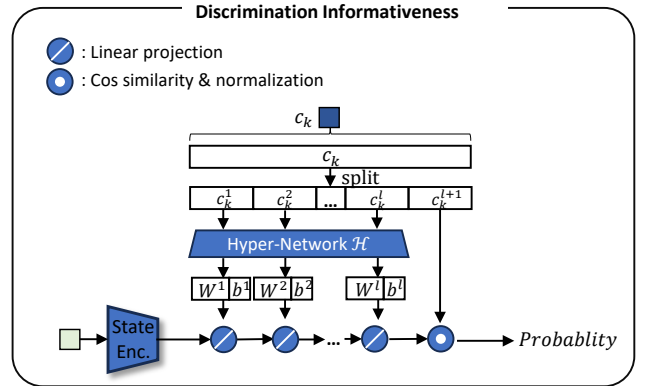 Discrimination Informativeness
: Linear projection
: Cos similarity & normalization
$c_k$
$c_k$
split
$c_k^1$ $c_k^2$ ... $c_k^l$ $c_k^{l+1}$
Hyper-Network $\mathcal{H}$
$W^1$ $b^1$ $W^2$ $b^2$ $W^l$ $b^l$
State
Enc.
...
Probablity